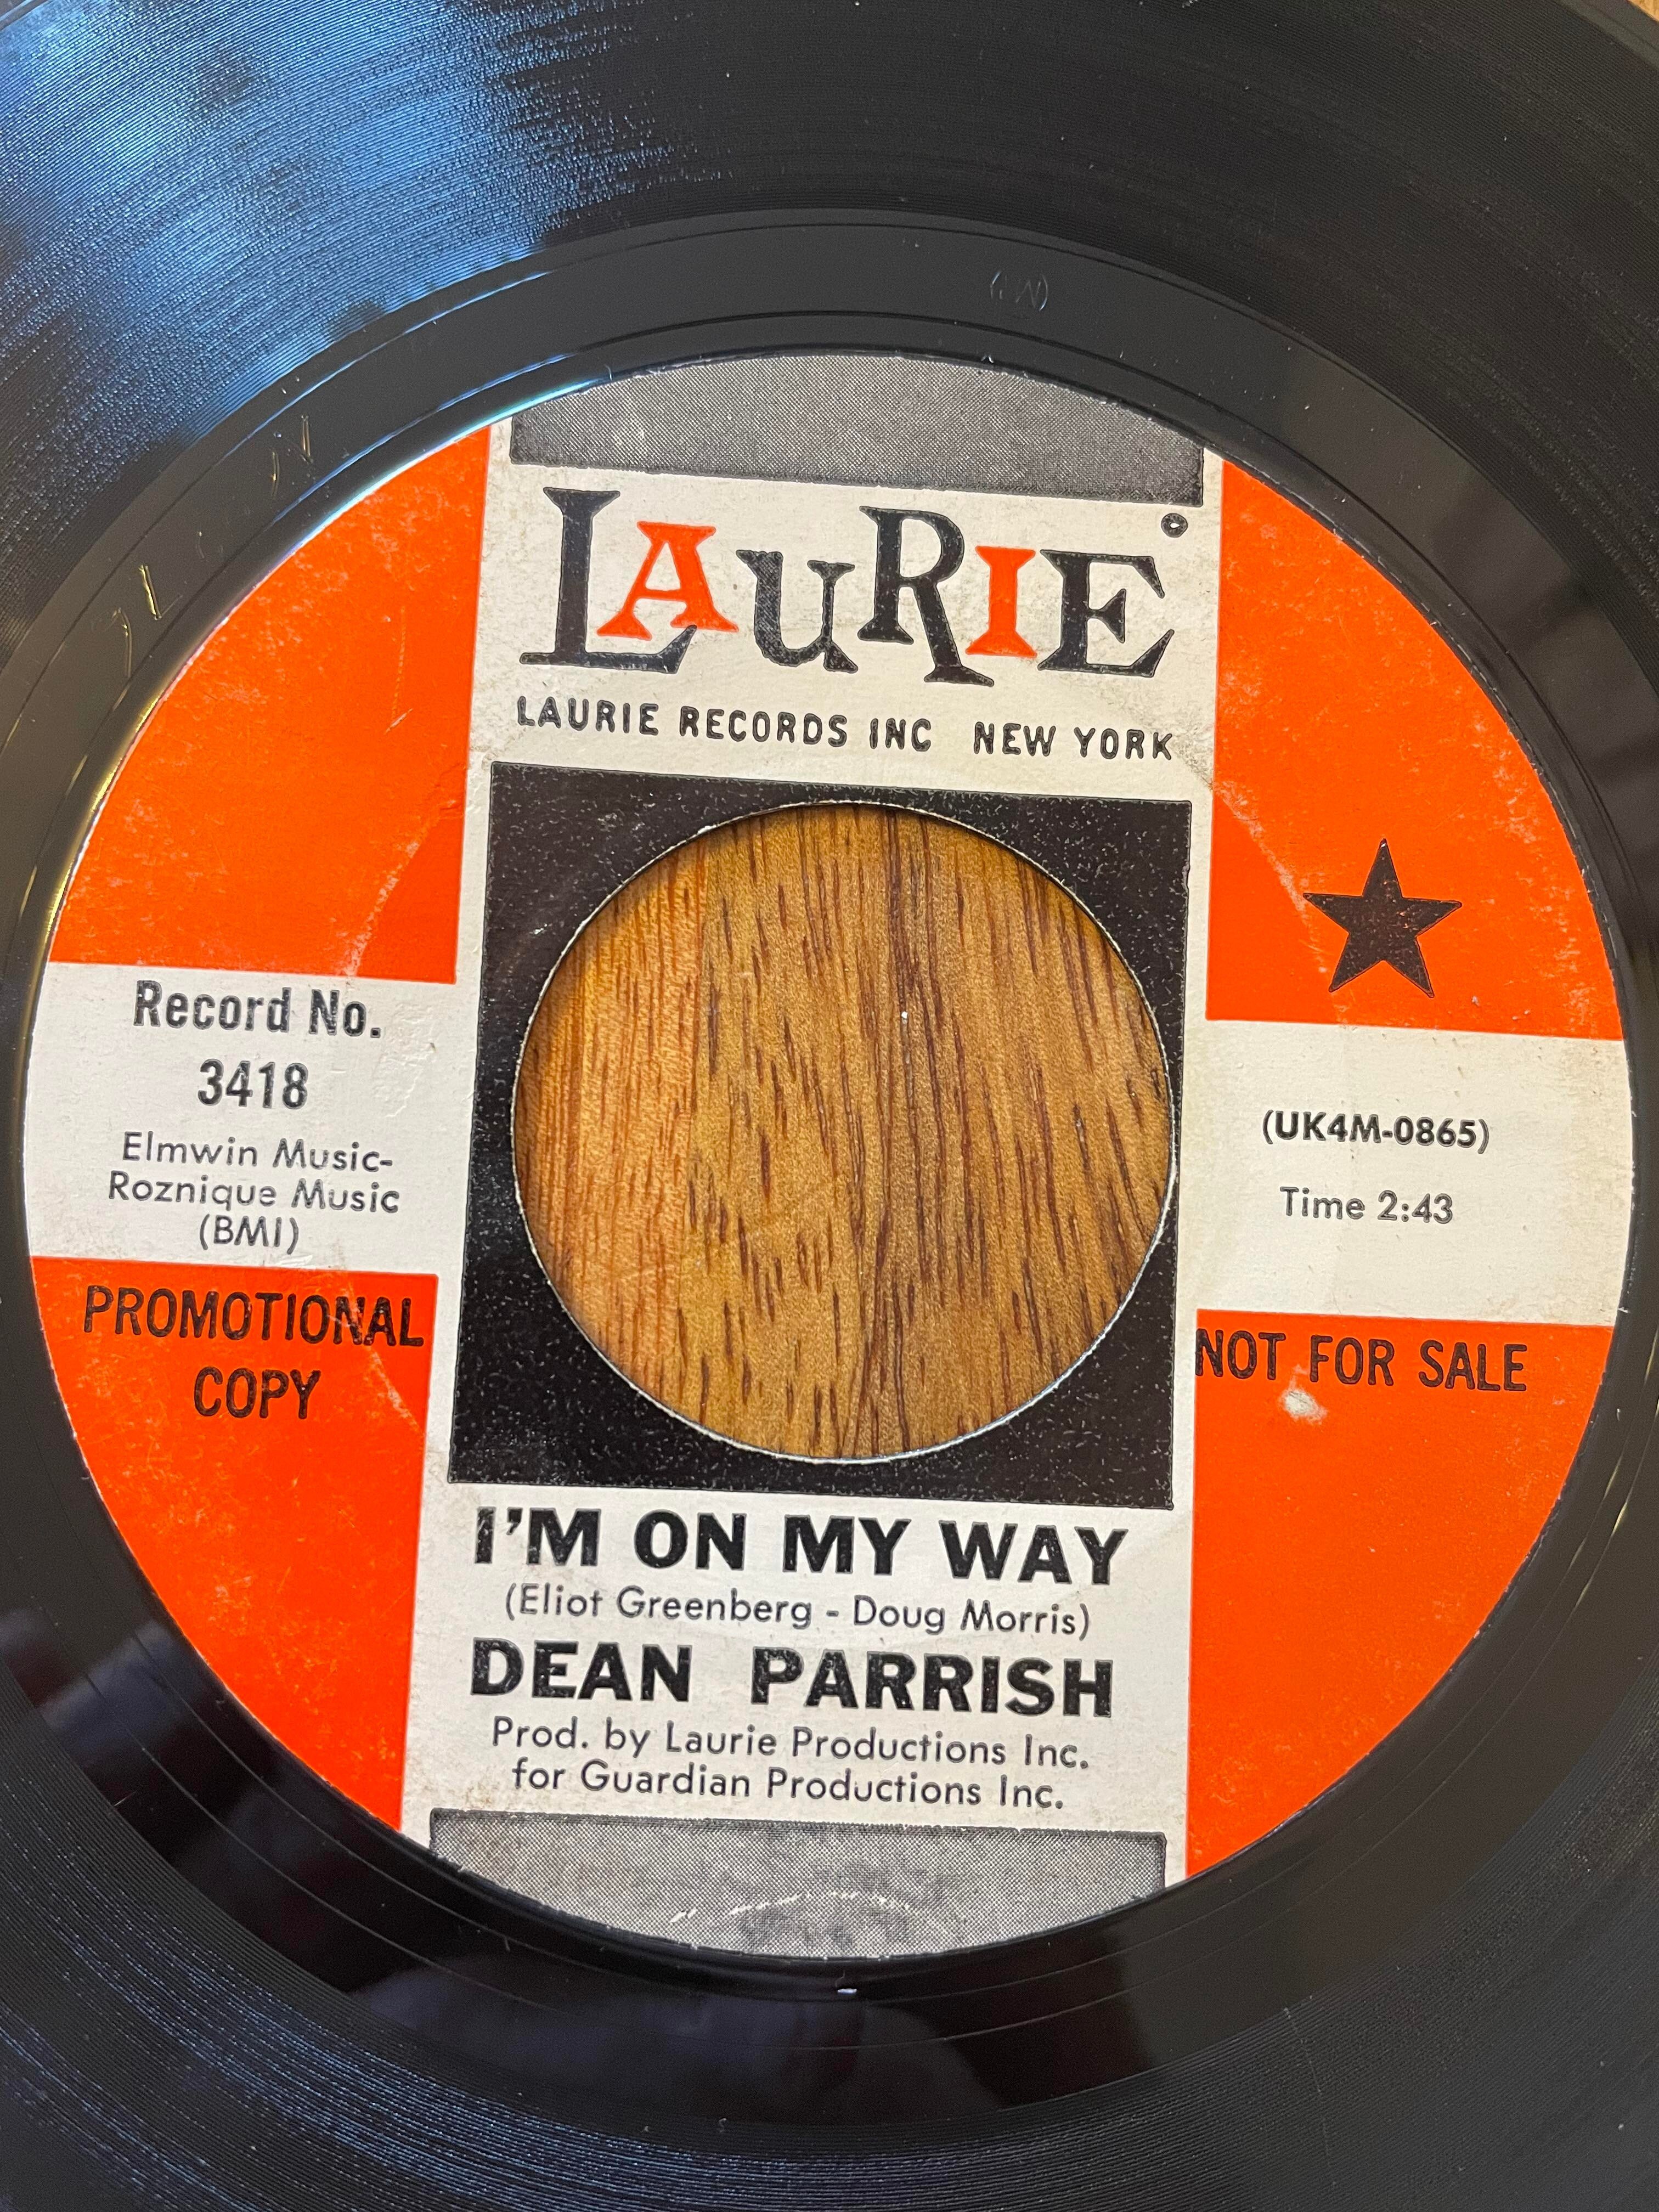 LAURIE
LAURIE RECORDS INC NEW YORK
Record No.
3418
Elmwin Music-
Roznique Music
(BMI)
PROMOTIONAL
COPY
(UK4M-0865)
Time 2:43
NOT FOR SALE
I'M ON MY WAY
(Eliot Greenberg - Doug Morris)
DEAN PARRISH
Prod. by Laurie Productions Inc.
for Guardian Productions Inc.